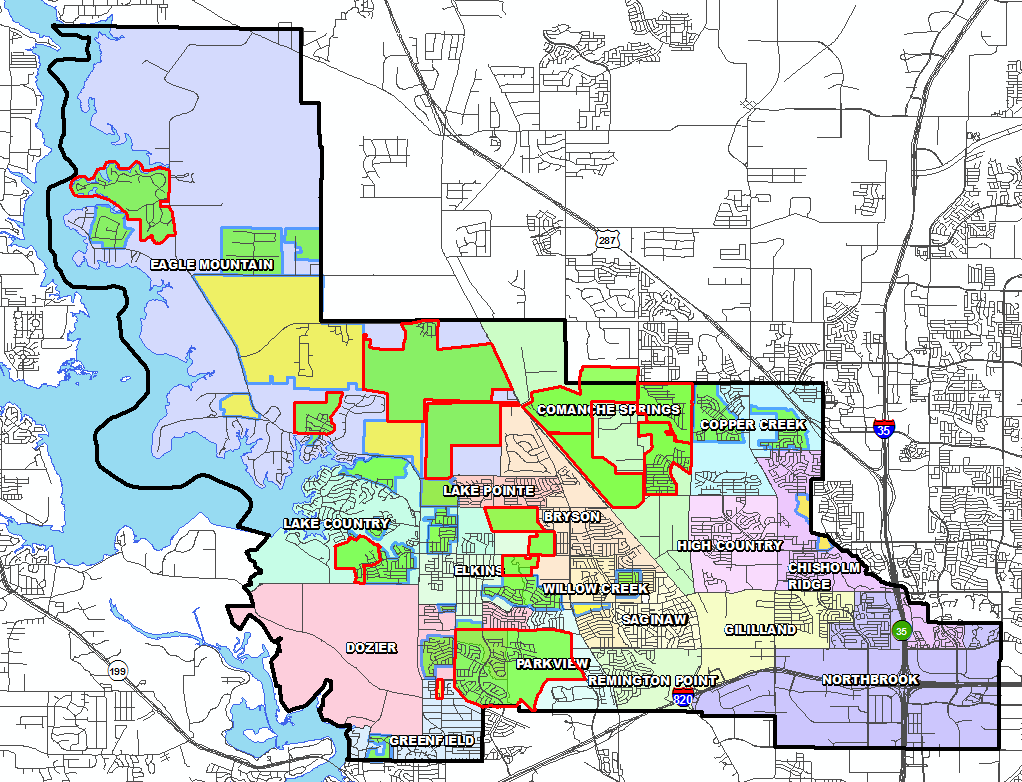 287
EAGLE MOUNTAIN
COMANCHE SPRINGS
COPPER CREEK
35
LAKE POINTE
LAKE COUNTRY
BRYSON
HIGH COUNTRY
ELKINS
CHISHOLM
RIDGE
WILLOW CREEK
SAGINAW
GILILLAND
35
DOZIER
PARKVIEW
199
REMINGTON POINT
NORTHBROOK
820
GREENFIELD